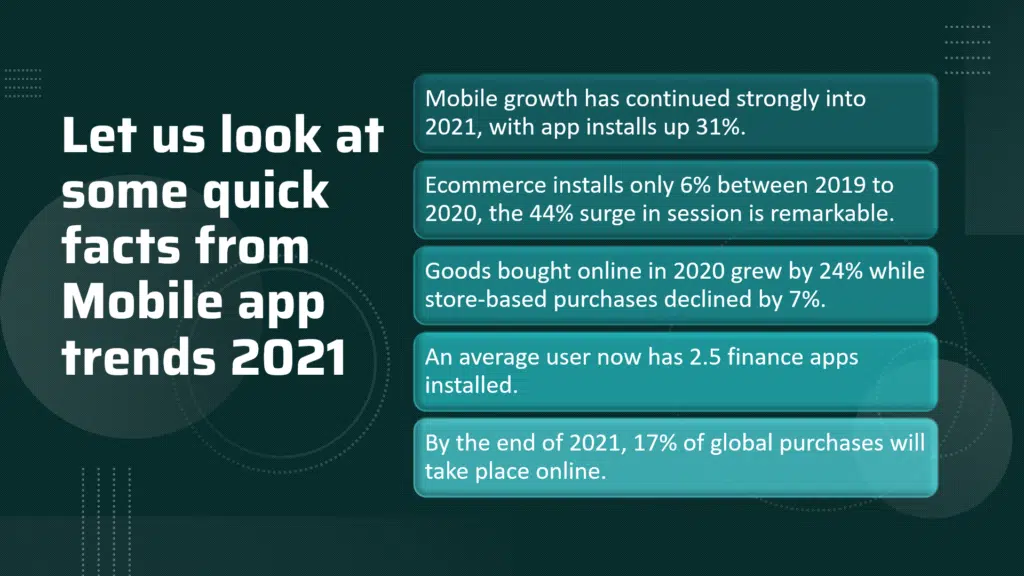 Let us look at
some quick
facts from
Mobile app
trends 2021
Mobile growth has continued strongly into
2021, with app installs up 31%.
Ecommerce installs only 6% between 2019 to
2020, the 44% surge in session is remarkable.
Goods bought online in 2020 grew by 24% while
store-based purchases declined by 7%.
An average user now has 2.5 finance apps
installed.
By the end of 2021, 17% of global purchases will
take place online.